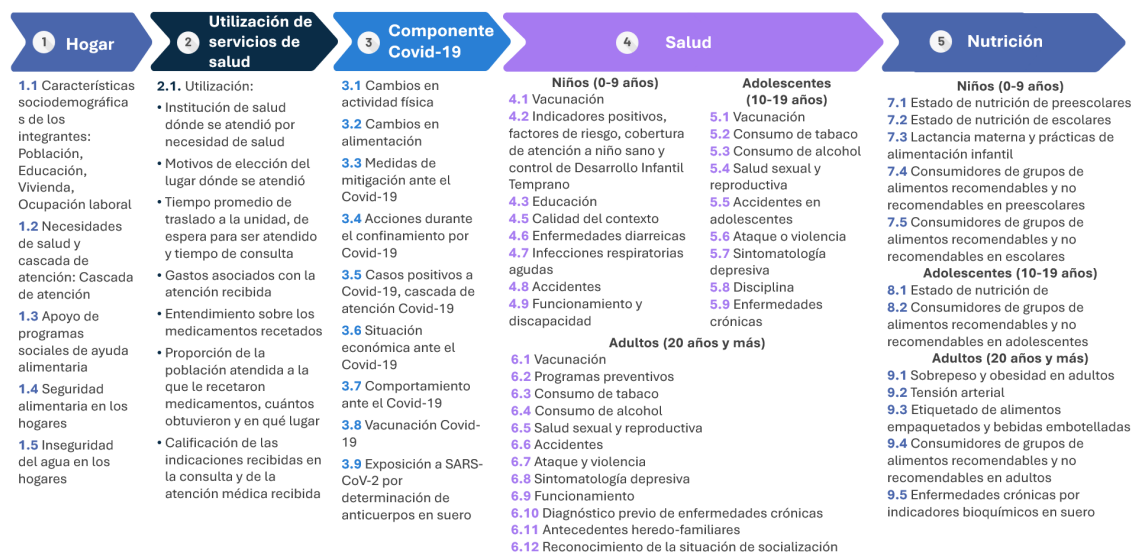 1 Hogar
1.1 Características
sociodemográfica
s de los
integrantes:
Población,
Educación,
Vivienda,
Ocupación laboral
1.2 Necesidades
de salud y
cascada de
atención: Cascada
de atención
1.3 Apoyo de
programas
sociales de ayuda
alimentaria
1.4 Seguridad
alimentaria en los
hogares
1.5 Inseguridad
del agua en los
hogares
2 Utilización de
servicios de
salud
2.1. Utilización:
• Institución de salud
dónde se atendió por
necesidad de salud
• Motivos de elección del
lugar dónde se atendió
• Tiempo promedio de
traslado a la unidad, de
espera para ser atendido
y tiempo de consulta
• Gastos asociados con la
atención recibida
• Entendimiento sobre los
medicamentos recetados
• Proporción de la
población atendida a la
que le recetaron
medicamentos, cuántos
obtuvieron y en qué lugar
• Calificación de las
indicaciones recibidas en
la consulta y de la
atención médica recibida
3 Componente
Covid-19
3.1 Cambios en
actividad física
3.2 Cambios en
alimentación
3.3 Medidas de
mitigación ante el
Covid-19
3.4 Acciones durante
el confinamiento por
Covid-19
3.5 Casos positivos a
Covid-19, cascada de
atención Covid-19
3.6 Situación
económica ante el
Covid-19
3.7 Comportamiento
ante el Covid-19
3.8 Vacunación Covid-
19
3.9 Exposición a SARS-
CoV-2 por
determinación de
anticuerpos en suero
4 Salud
Niños (0-9 años)
4.1 Vacunación
4.2 Indicadores positivos,
factores de riesgo, cobertura
de atención a niño sano y
control de Desarrollo Infantil
Temprano
4.3 Educación
4.5 Calidad del contexto
4.6 Enfermedades diarreicas
4.7 Infecciones respiratorias
agudas
4.8 Accidentes
4.9 Funcionamiento y
discapacidad
Adolescentes
(10-19 años)
5.1 Vacunación
5.2 Consumo de tabaco
5.3 Consumo de alcohol
5.4 Salud sexual y
reproductiva
5.5 Accidentes en
adolescentes
5.6 Ataque o violencia
5.7 Sintomatología
depresiva
5.8 Disciplina
5.9 Enfermedades
crónicas
Adultos (20 años y más)
6.1 Vacunación
6.2 Programas preventivos
6.3 Consumo de tabaco
6.4 Consumo de alcohol
6.5 Salud sexual y reproductiva
6.6 Accidentes
6.7 Ataque y violencia
6.8 Sintomatología depresiva
6.9 Funcionamiento
6.10 Diagnóstico previo de enfermedades crónicas
6.11 Antecedentes heredo-familiares
6.12 Reconocimiento de la situación de socialización
5 Nutrición
Niños (0-9 años)
7.1 Estado de nutrición de preescolares
7.2 Estado de nutrición de escolares
7.3 Lactancia materna y prácticas de
alimentación infantil
7.4 Consumidores de grupos de
alimentos recomendables y no
recomendables en preescolares
7.5 Consumidores de grupos de
alimentos recomendables y no
recomendables en escolares
Adolescentes (10-19 años)
8.1 Estado de nutrición de
8.2 Consumidores de grupos de
alimentos recomendables y no
recomendables en adolescentes
Adultos (20 años y más)
9.1 Sobrepeso y obesidad en adultos
9.2 Tensión arterial
9.3 Etiquetado de alimentos
empaquetados y bebidas embotelladas
9.4 Consumidores de grupos de
alimentos recomendables y no
recomendables en adultos
9.5 Enfermedades crónicas por
indicadores bioquímicos en suero